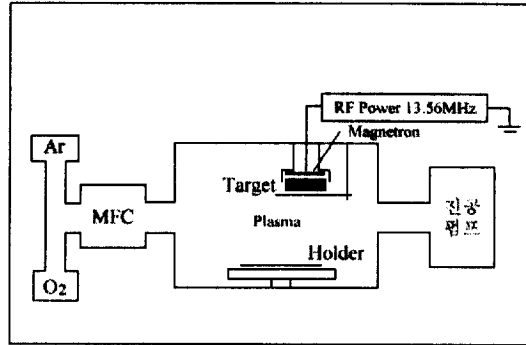 RF Power 13.56MHz
Magnetron
Ar
Target
MFC
Plasma
Holder
O2
진공
펌프